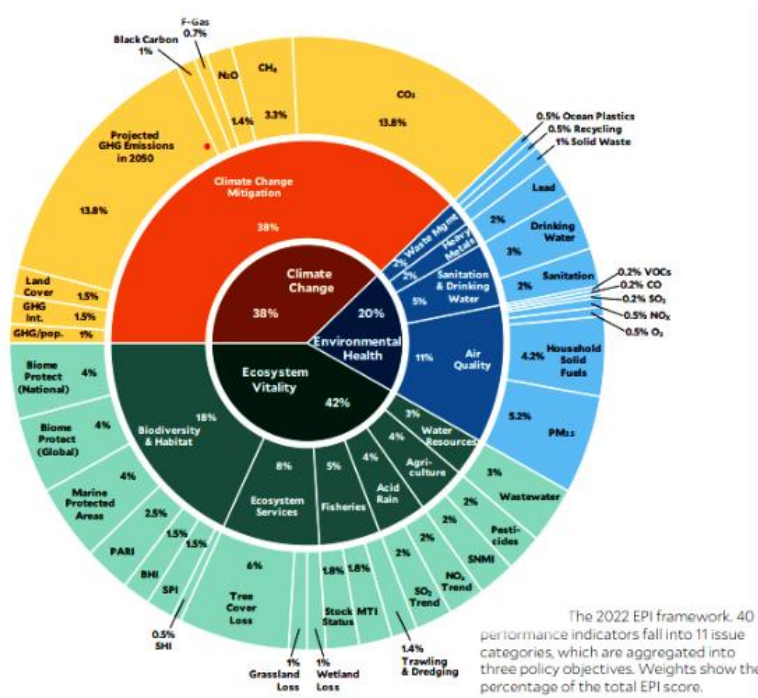 F-Gas
0.7%
Black Carbon
1%
N₂O
1.4%
CH₄
3.3%
CO₂
13.8%
Projected
GHG Emissions
in 2050
13.8%
Land
Cover
1.5%
GHG
Int.
1.5%
GHG/pop.
1%
Climate Change
Mitigation
38%
Climate
Change
38%
0.5% Ocean Plastics
0.5% Recycling
1% Solid Waste
Lead
2%
Drinking
Water
3%
Sanitation
2%
0.2% VOCs
0.2% CO
0.2% SO₂
0.5% NOₓ
0.5% O₃
Household
Solid
Fuels
4.2%
PM₂.₅
5.2%
Waste Mgmt
2%
Heavy
Metals
2%
Sanitation
& Drinking
Water
5%
Air
Quality
11%
20%
Environmental
Health
Ecosystem
Vitality
42%
Biodiversity
& Habitat
18%
Ecosystem
Services
8%
Fisheries
5%
Acid
Rain
4%
Agri-
culture
4%
Water
Resources
3%
Biome
Protect
(National)
4%
Biome
Protect
(Global)
4%
Marine
Protected
Areas
4%
PARI
2.5%
BHI
1.5%
SPI
1.5%
0.5%
SHI
Tree
Cover
Loss
6%
1%
Grassland
Loss
1%
Wetland
Loss
Stock
Status
1.8%
MTI
1.8%
1.4%
Trawling
& Dredging
SO₂
Trend
2%
NOₓ
Trend
2%
SNMI
2%
Pesti-
cides
2%
Wastewater
3%
The 2022 EPI framework. 40
performance indicators fall into 11 issue
categories, which are aggregated into
three policy objectives. Weights show the
percentage of the total EPI score.